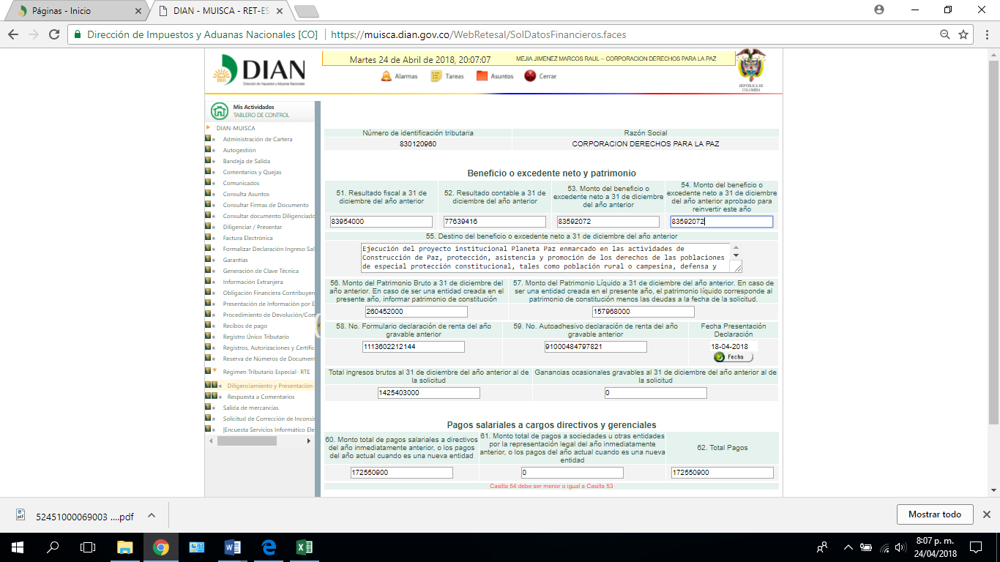 Páginas - Inicio
DIAN - MUISCA - RET-ES
Dirección de Impuestos y Aduanas Nacionales [CO]
https://muisca.dian.gov.co/WebRetesal/SolDatosFinancieros.faces
DIAN
Dirección de Impuestos y Aduanas Nacionales
Martes 24 de Abril de 2018, 20:07:07
MEJIA JIMENEZ MARCOS RAUL -- CORPORACION DERECHOS PARA LA PAZ
Alarmas
Tareas
Asuntos
Cerrar
REPÚBLICA DE
COLOMBIA
Mis Actividades
TABLERO DE CONTROL
DIAN-MUISCA
Administración de Cartera
Autogestión
Bandeja de Salida
Comentarios y Quejas
Comunicados
Consulta Asuntos
Consultar Firmas de Documento
Consultar documento Diligenciado
Diligenciar / Presentar
Factura Electrónica
Formalizar Declaración Ingreso Sal
Garantías
Generación de Clave Técnica
Información Extranjera
Obligación Financiera Contribuyen
Presentación de Información por E
Procedimiento de Devolución/Com
Recibos de pago
Registro Único Tributario
Registros, Autorizaciones y Certific
Reserva de Números de Document
Régimen Tributario Especial- RTE
Diligenciamiento y Presentación
Respuesta a Comentarios
Salida de mercancías
Solicitud de Corrección de Inconsis
|Encuesta Servicios Informático Ele
Número de identificación tributaria
Razón Social
830120960
CORPORACION DERECHOS PARA LA PAZ
Beneficio o excedente neto y patrimonio
51. Resultado fiscal a 31 de
diciembre del año anterior
52. Resultado contable a 31 de
diciembre del año anterior
53. Monto del beneficio o
excedente neto a 31 de diciembre
del año anterior
54. Monto del beneficio o
excedente neto a 31 de diciembre
del año anterior aprobado para
reinvertir este año
83954000
77639416
83592072
83592072
55. Destino del beneficio o excedente neto a 31 de diciembre del año anterior
Ejecución del proyecto institucional Planeta Paz enmarcado en las actividades de
Construcción de Paz, protección, asistencia y promoción de los derechos de las poblaciones
de especial protección constitucional, tales como población rural o campesina, defensa y
56. Monto del Patrimonio Bruto a 31 de diciembre del
año anterior. En caso de ser una entidad creada en el
presente año, informar patrimonio de constitución
57. Monto del Patrimonio Líquido a 31 de diciembre del año anterior. En caso de
ser una entidad creada en el presente año, el patrimonio líquido corresponde al
patrimonio de constitución menos las deudas a la fecha de la solicitud.
260452000
157968000
58. No. Formulario declaración de renta del año
gravable anterior
59. No. Autoadhesivo declaración de renta del año
gravable anterior
Fecha Presentación
Declaración
1113602212144
91000484797821
18-04-2018
Fecha
Total ingresos brutos al 31 de diciembre del año anterior al de
la solicitud
Ganancias ocasionales gravables al 31 de diciembre del año anterior al de
la solicitud
1425403000
0
Pagos salariales a cargos directivos y gerenciales
60. Monto total de pagos salariales a directivos
del año inmediatamente anterior, o los pagos
del año actual cuando es una nueva entidad
61. Monto total de pagos a sociedades u otras entidades
por la representación legal del año inmediatamente
anterior, o los pagos del año actual cuando es una nueva
entidad
62. Total Pagos
172550900
0
172550900
Casilla 54 debe ser menor o igual a Casilla 53
52451000069003 ....pdf
Mostrar todo
8:07 p. m.
24/04/2018